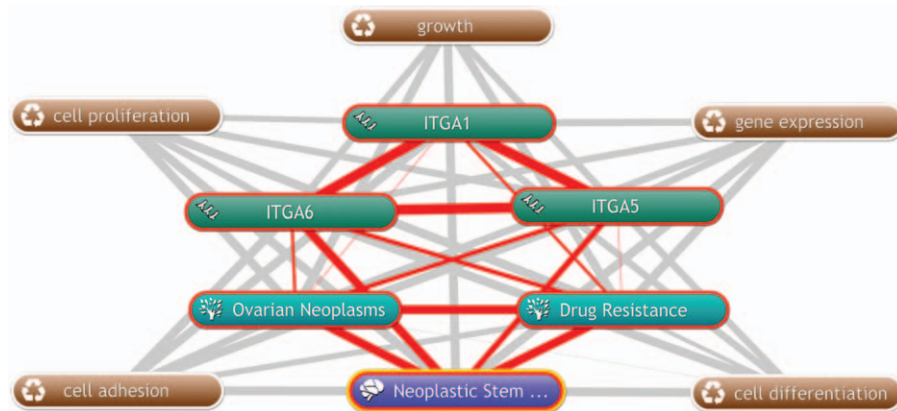 growth
cell proliferation
ITGA1
gene expression
ITGA6
ITGA5
Ovarian Neoplasms
Drug Resistance
cell adhesion
Neoplastic Stem ...
cell differentiation